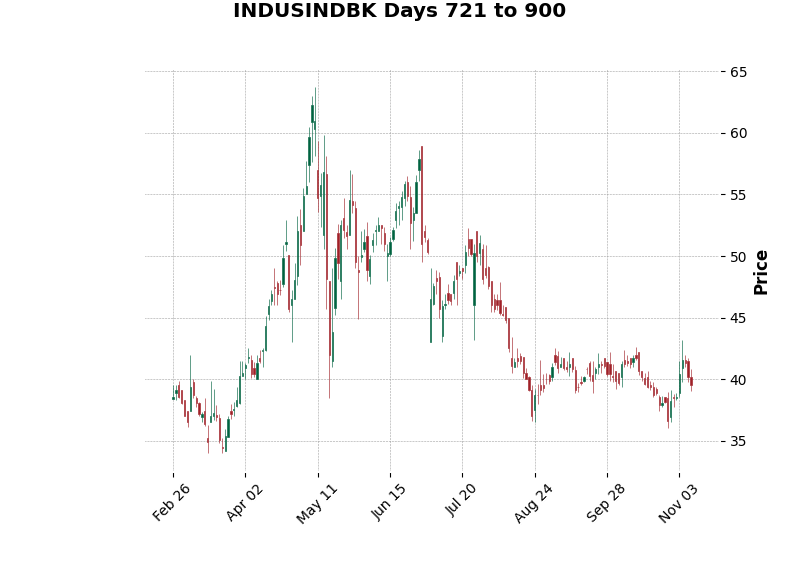 INDUSINDBK Days 721 to 900
65
60
55
50
45
40
35
Price
Feb 26
Apr 02
May 11
Jun 15
Jul 20
Aug 24
Sep 28
Nov 03